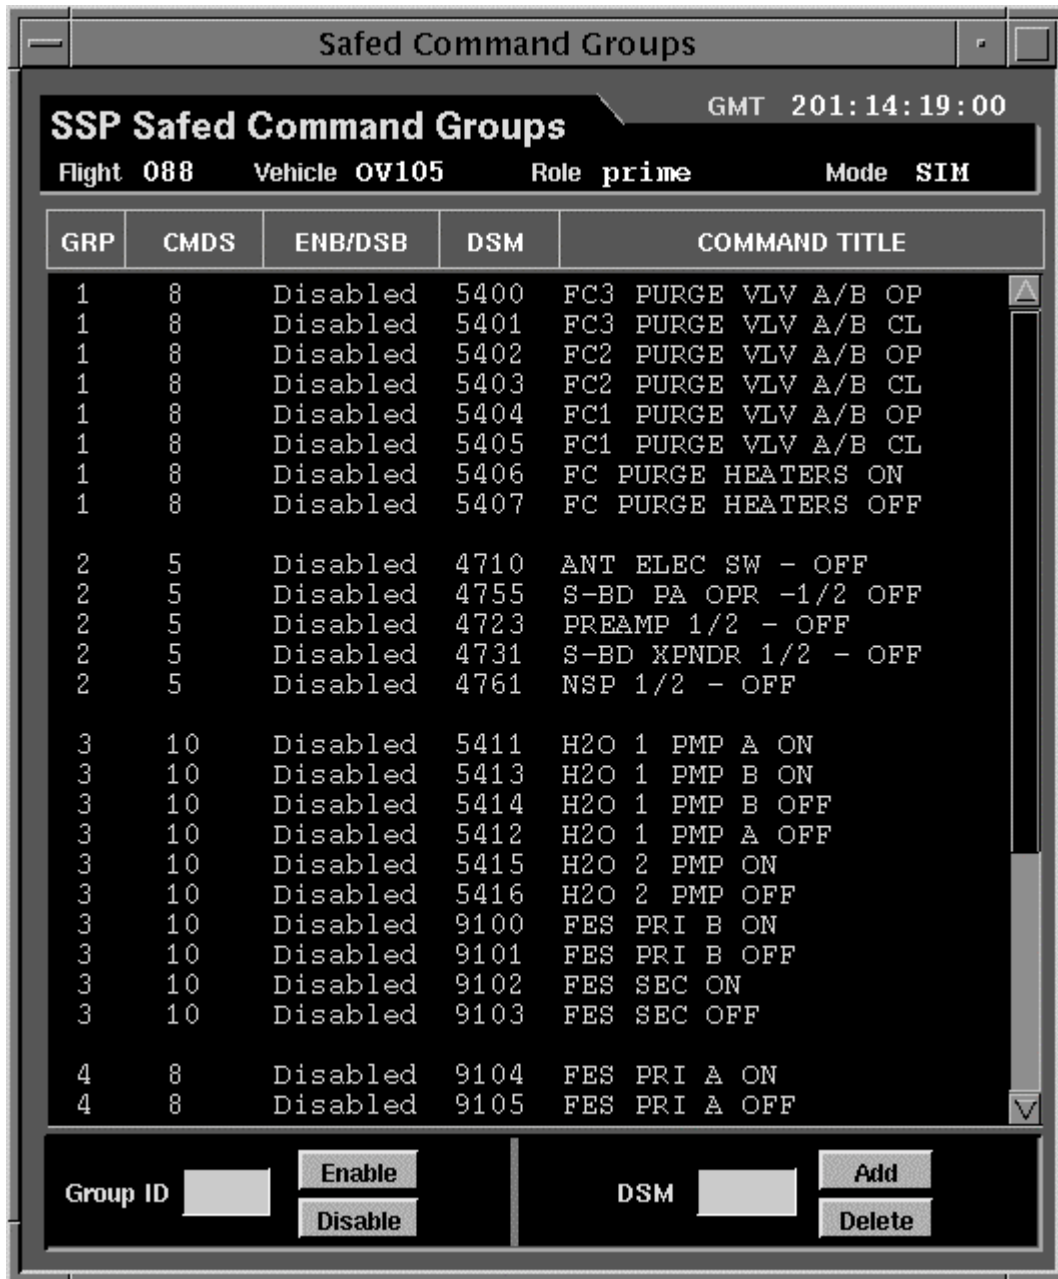 Safed Command Groups
GMT 201:14:19:00
SSP Safed Command Groups
Flight 088 Vehicle OV105 Role prime Mode SIM
GRP CMDS ENB/DSB DSM COMMAND TITLE
1 8 Disabled 5400 FC3 PURGE VLV A/B OP
1 8 Disabled 5401 FC3 PURGE VLV A/B CL
1 8 Disabled 5402 FC2 PURGE VLV A/B OP
1 8 Disabled 5403 FC2 PURGE VLV A/B CL
1 8 Disabled 5404 FC1 PURGE VLV A/B OP
1 8 Disabled 5405 FC1 PURGE VLV A/B CL
1 8 Disabled 5406 FC PURGE HEATERS ON
1 8 Disabled 5407 FC PURGE HEATERS OFF
2 5 Disabled 4710 ANT ELEC SW - OFF
2 5 Disabled 4755 S-BD PA OPR -1/2 OFF
2 5 Disabled 4723 PREAMP 1/2 - OFF
2 5 Disabled 4731 S-BD XPNDR 1/2 - OFF
2 5 Disabled 4761 NSP 1/2 - OFF
3 10 Disabled 5411 H2O 1 PMP A ON
3 10 Disabled 5413 H2O 1 PMP B ON
3 10 Disabled 5414 H2O 1 PMP B OFF
3 10 Disabled 5412 H2O 1 PMP A OFF
3 10 Disabled 5415 H2O 2 PMP ON
3 10 Disabled 5416 H2O 2 PMP OFF
3 10 Disabled 9100 FES PRI B ON
3 10 Disabled 9101 FES PRI B OFF
3 10 Disabled 9102 FES SEC ON
3 10 Disabled 9103 FES SEC OFF
4 8 Disabled 9104 FES PRI A ON
4 8 Disabled 9105 FES PRI A OFF
Group ID Enable DSM Add
Disable Delete